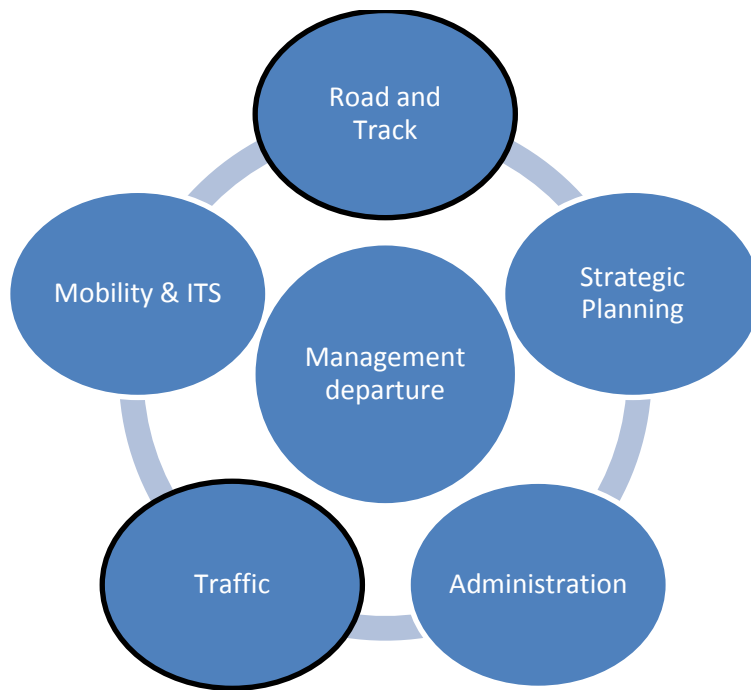 Road and
Track
Mobility & ITS
Strategic
Planning
Management
departure
Traffic
Administration